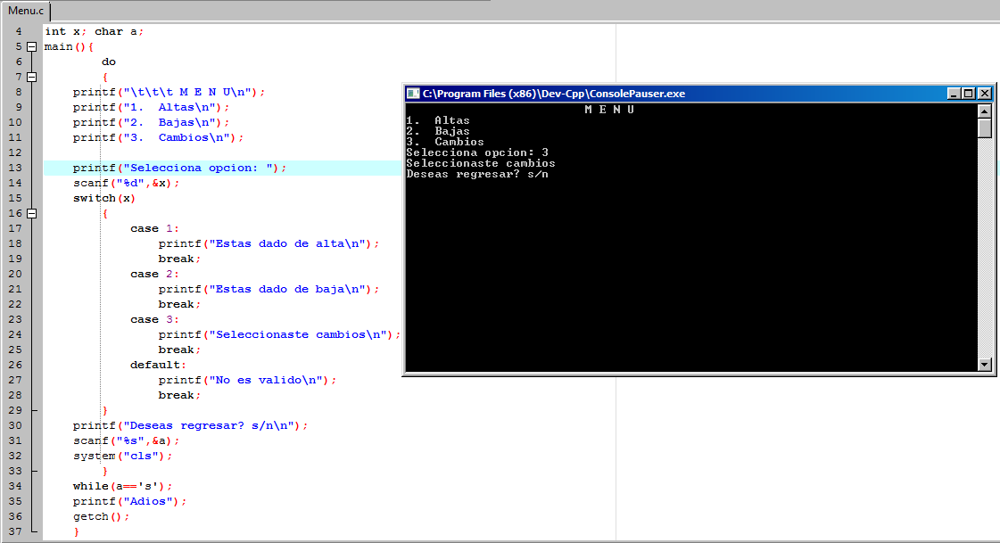 Menu.c
4 int x; char a;
5 main(){
6 do
7 {
8 printf("\t\t\t M E N U\n");
9 printf("1.  Altas\n");
10 printf("2.  Bajas\n");
11 printf("3.  Cambios\n");
12
13 printf("Selecciona opcion: ");
14 scanf("%d",&x);
15 switch(x)
16 {
17 case 1:
18 printf("Estas dado de alta\n");
19 break;
20 case 2:
21 printf("Estas dado de baja\n");
22 break;
23 case 3:
24 printf("Seleccionaste cambios\n");
25 break;
26 default:
27 printf("No es valido\n");
28 break;
29 }
30 printf("Deseas regresar? s/n\n");
31 scanf("%s",&a);
32 system("cls");
33 }
34 while(a=='s');
35 printf("Adios");
36 getch();
37 }
C:\Program Files (x86)\Dev-Cpp\ConsolePauser.exe
M E N U
1.  Altas
2.  Bajas
3.  Cambios
Selecciona opcion: 3
Seleccionaste cambios
Deseas regresar? s/n